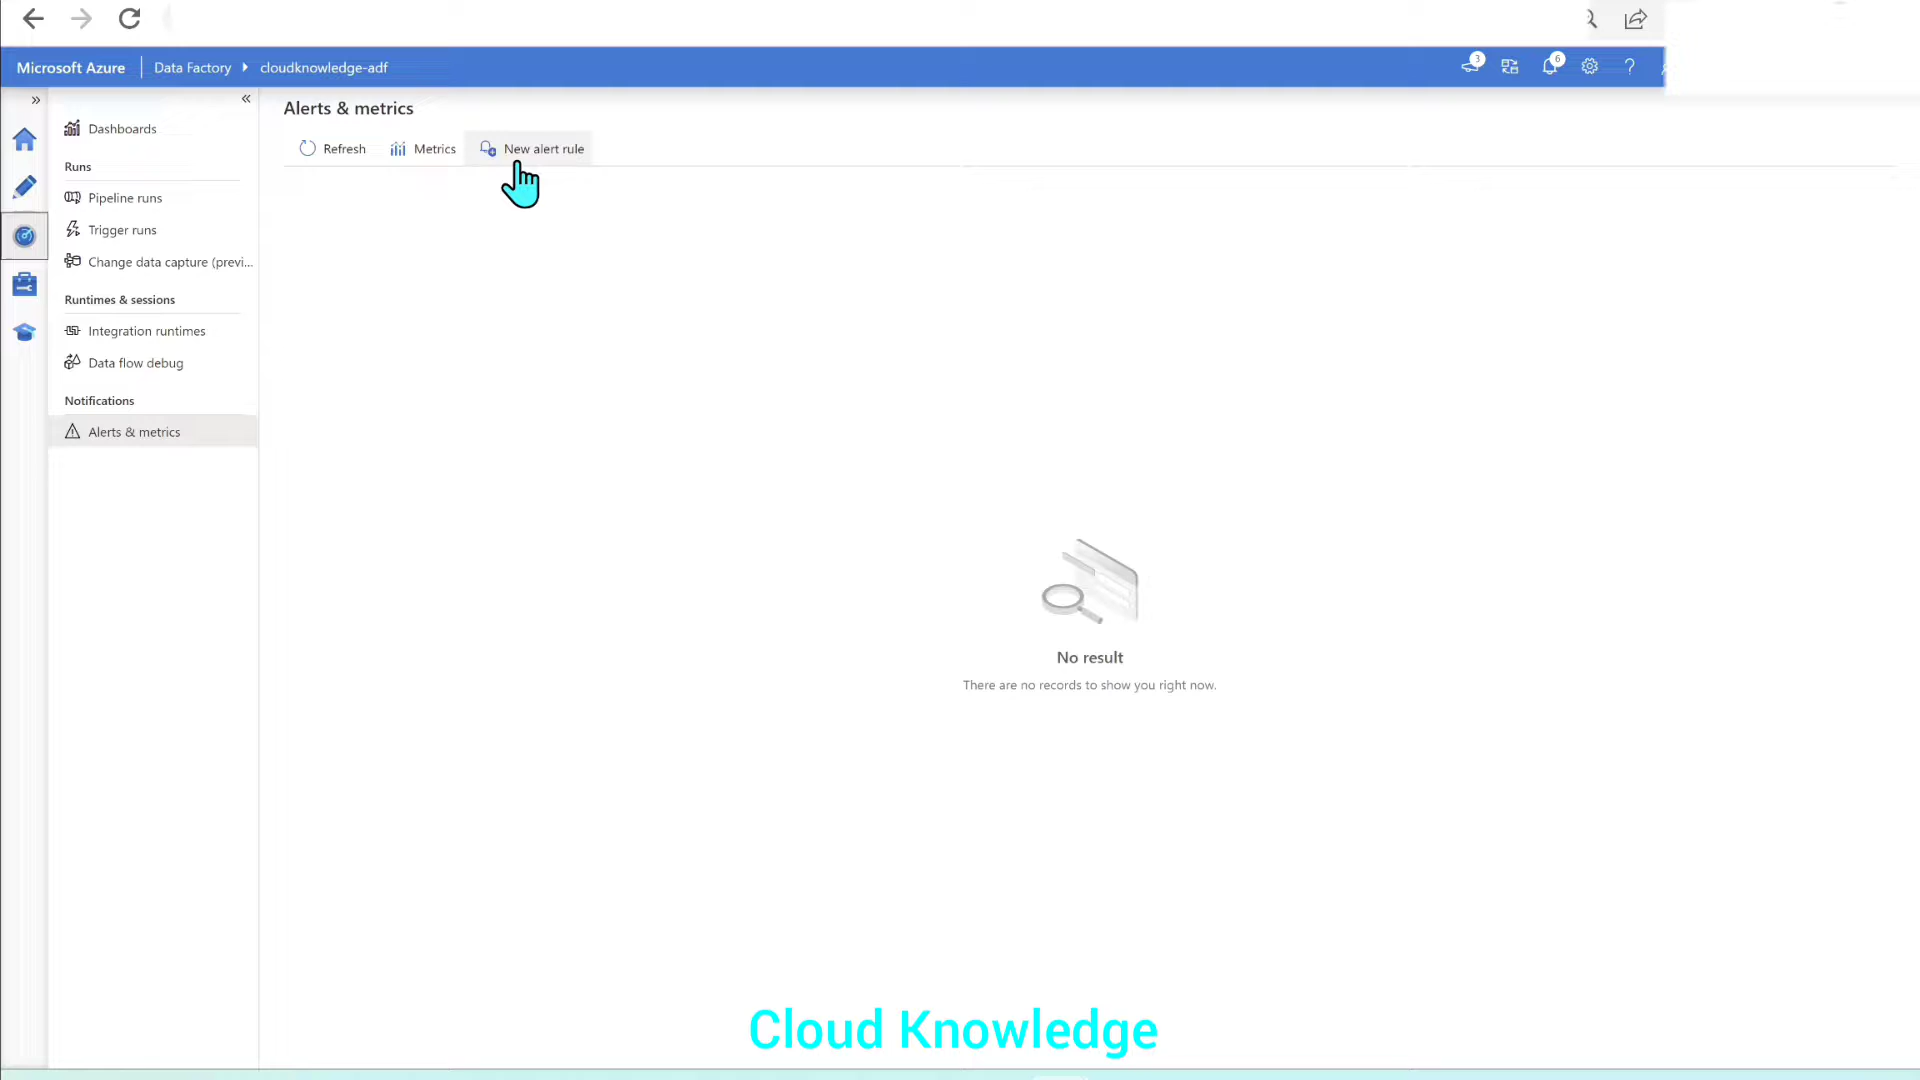 Microsoft Azure Data Factory cloudknowledge-adf 3 6 ?
Alerts & metrics
Refresh Metrics New alert rule
Dashboards
Runs
Pipeline runs
Trigger runs
Change data capture (previ...
Runtimes & sessions
Integration runtimes
Data flow debug
Notifications
Alerts & metrics
No result
There are no records to show you right now.
Cloud Knowledge